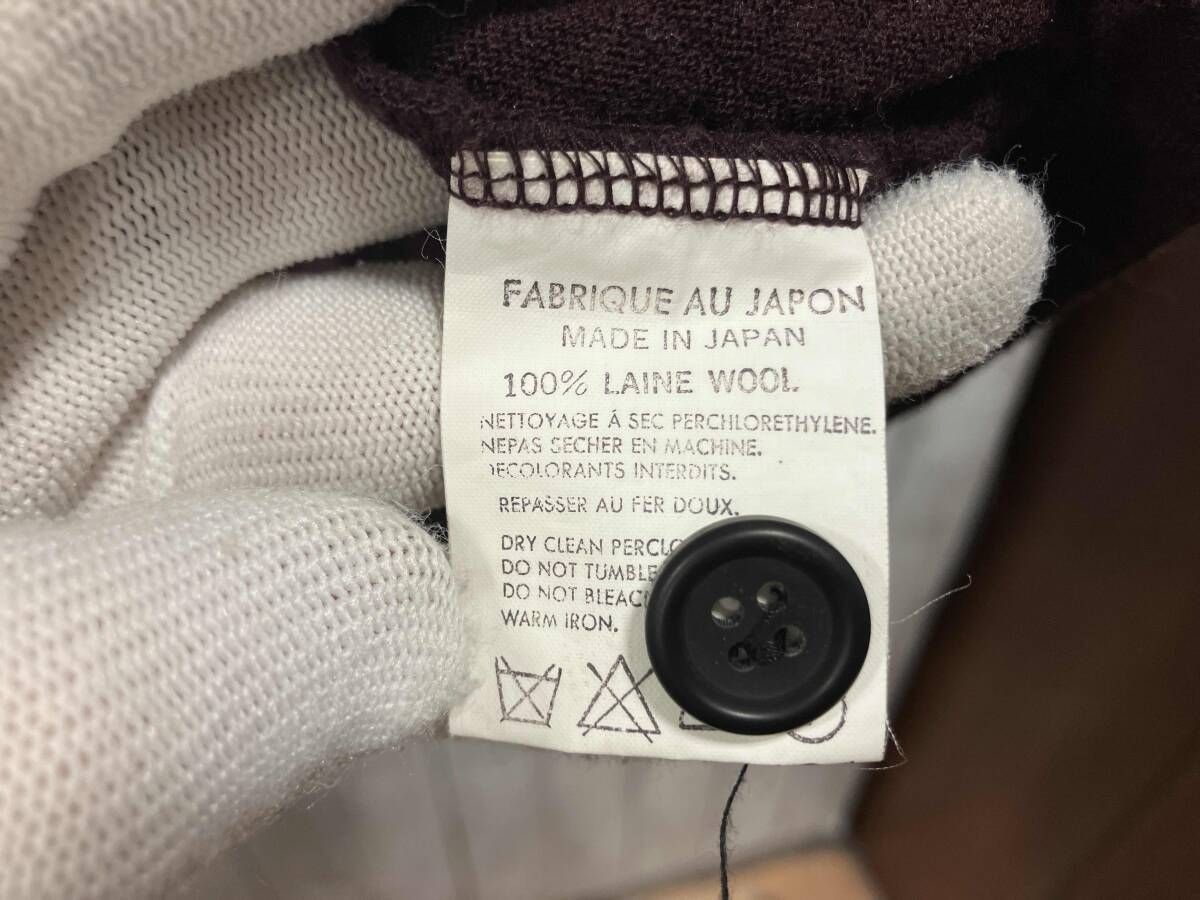 FABRIQUE AU JAPON
MADE IN JAPAN
100% LAINE WOOL
NETTOYAGE Á SEC PERCHLORETHYLENE.
NEPAS SECHER EN MACHINE.
DECOLORANTS INTERDITS.
REPASSER AU FER DOUX.
DRY CLEAN
DO NOT TUMBLE
DO NOT
WARM IRON.